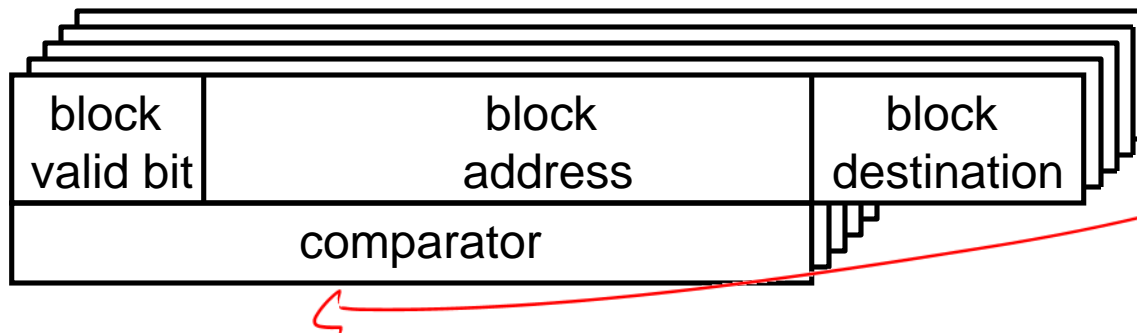 block block block
valid bit address destination
comparator